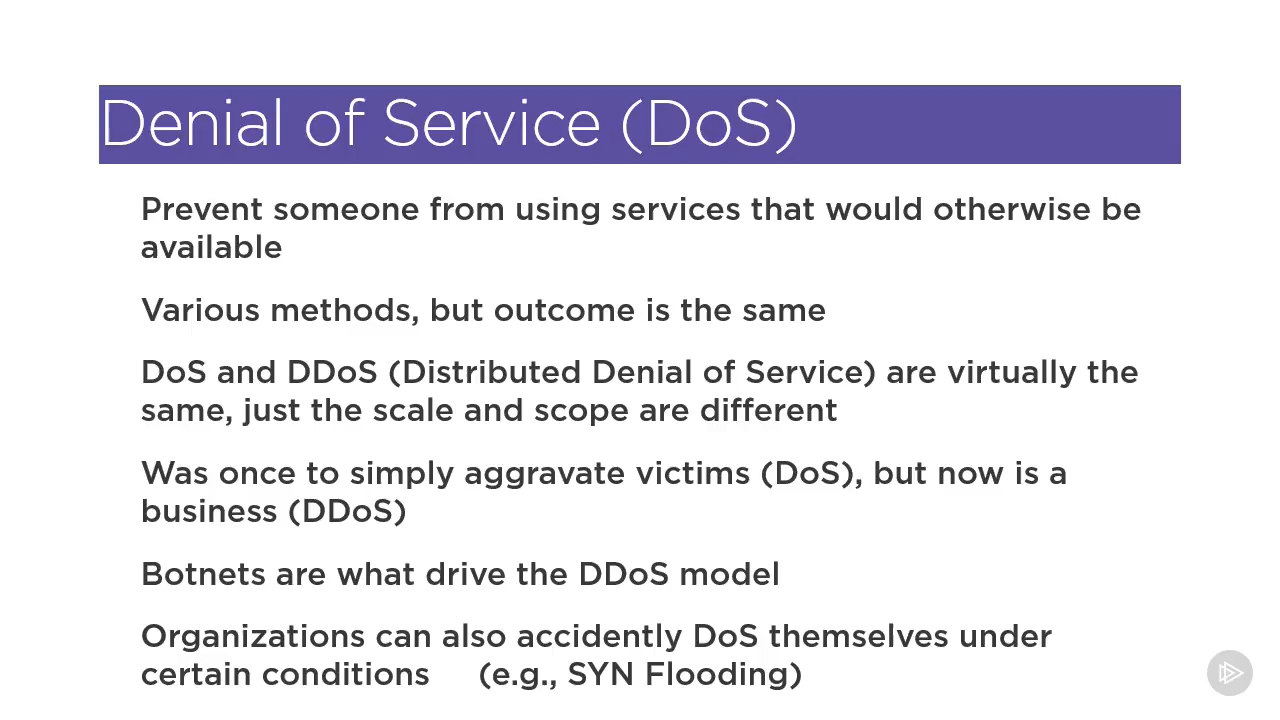 Denial of Service (DoS)
Prevent someone from using services that would otherwise be
available
Various methods, but outcome is the same
DoS and DDoS (Distributed Denial of Service) are virtually the
same, just the scale and scope are different
Was once to simply aggravate victims (DoS), but now is a
business (DDoS)
Botnets are what drive the DDoS model
Organizations can also accidently DoS themselves under
certain conditions (e.g., SYN Flooding)